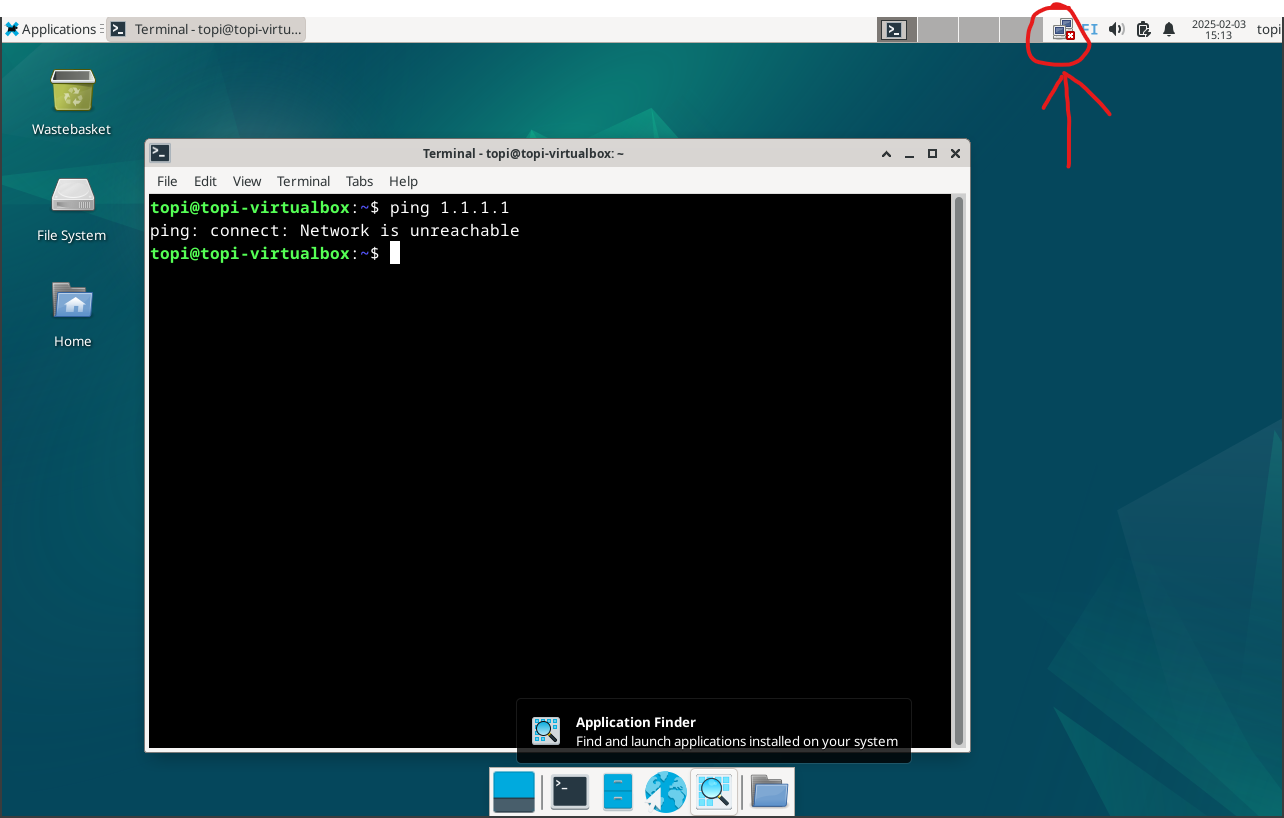 Applications
Terminal - topi@topi-virtu...
FI
2025-02-03
15:13
topi
Wastebasket
File System
Home
Terminal - topi@topi-virtualbox: ~
File Edit View Terminal Tabs Help
topi@topi-virtualbox:~$ ping 1.1.1.1
ping: connect: Network is unreachable
topi@topi-virtualbox:~$
Application Finder
Find and launch applications installed on your system